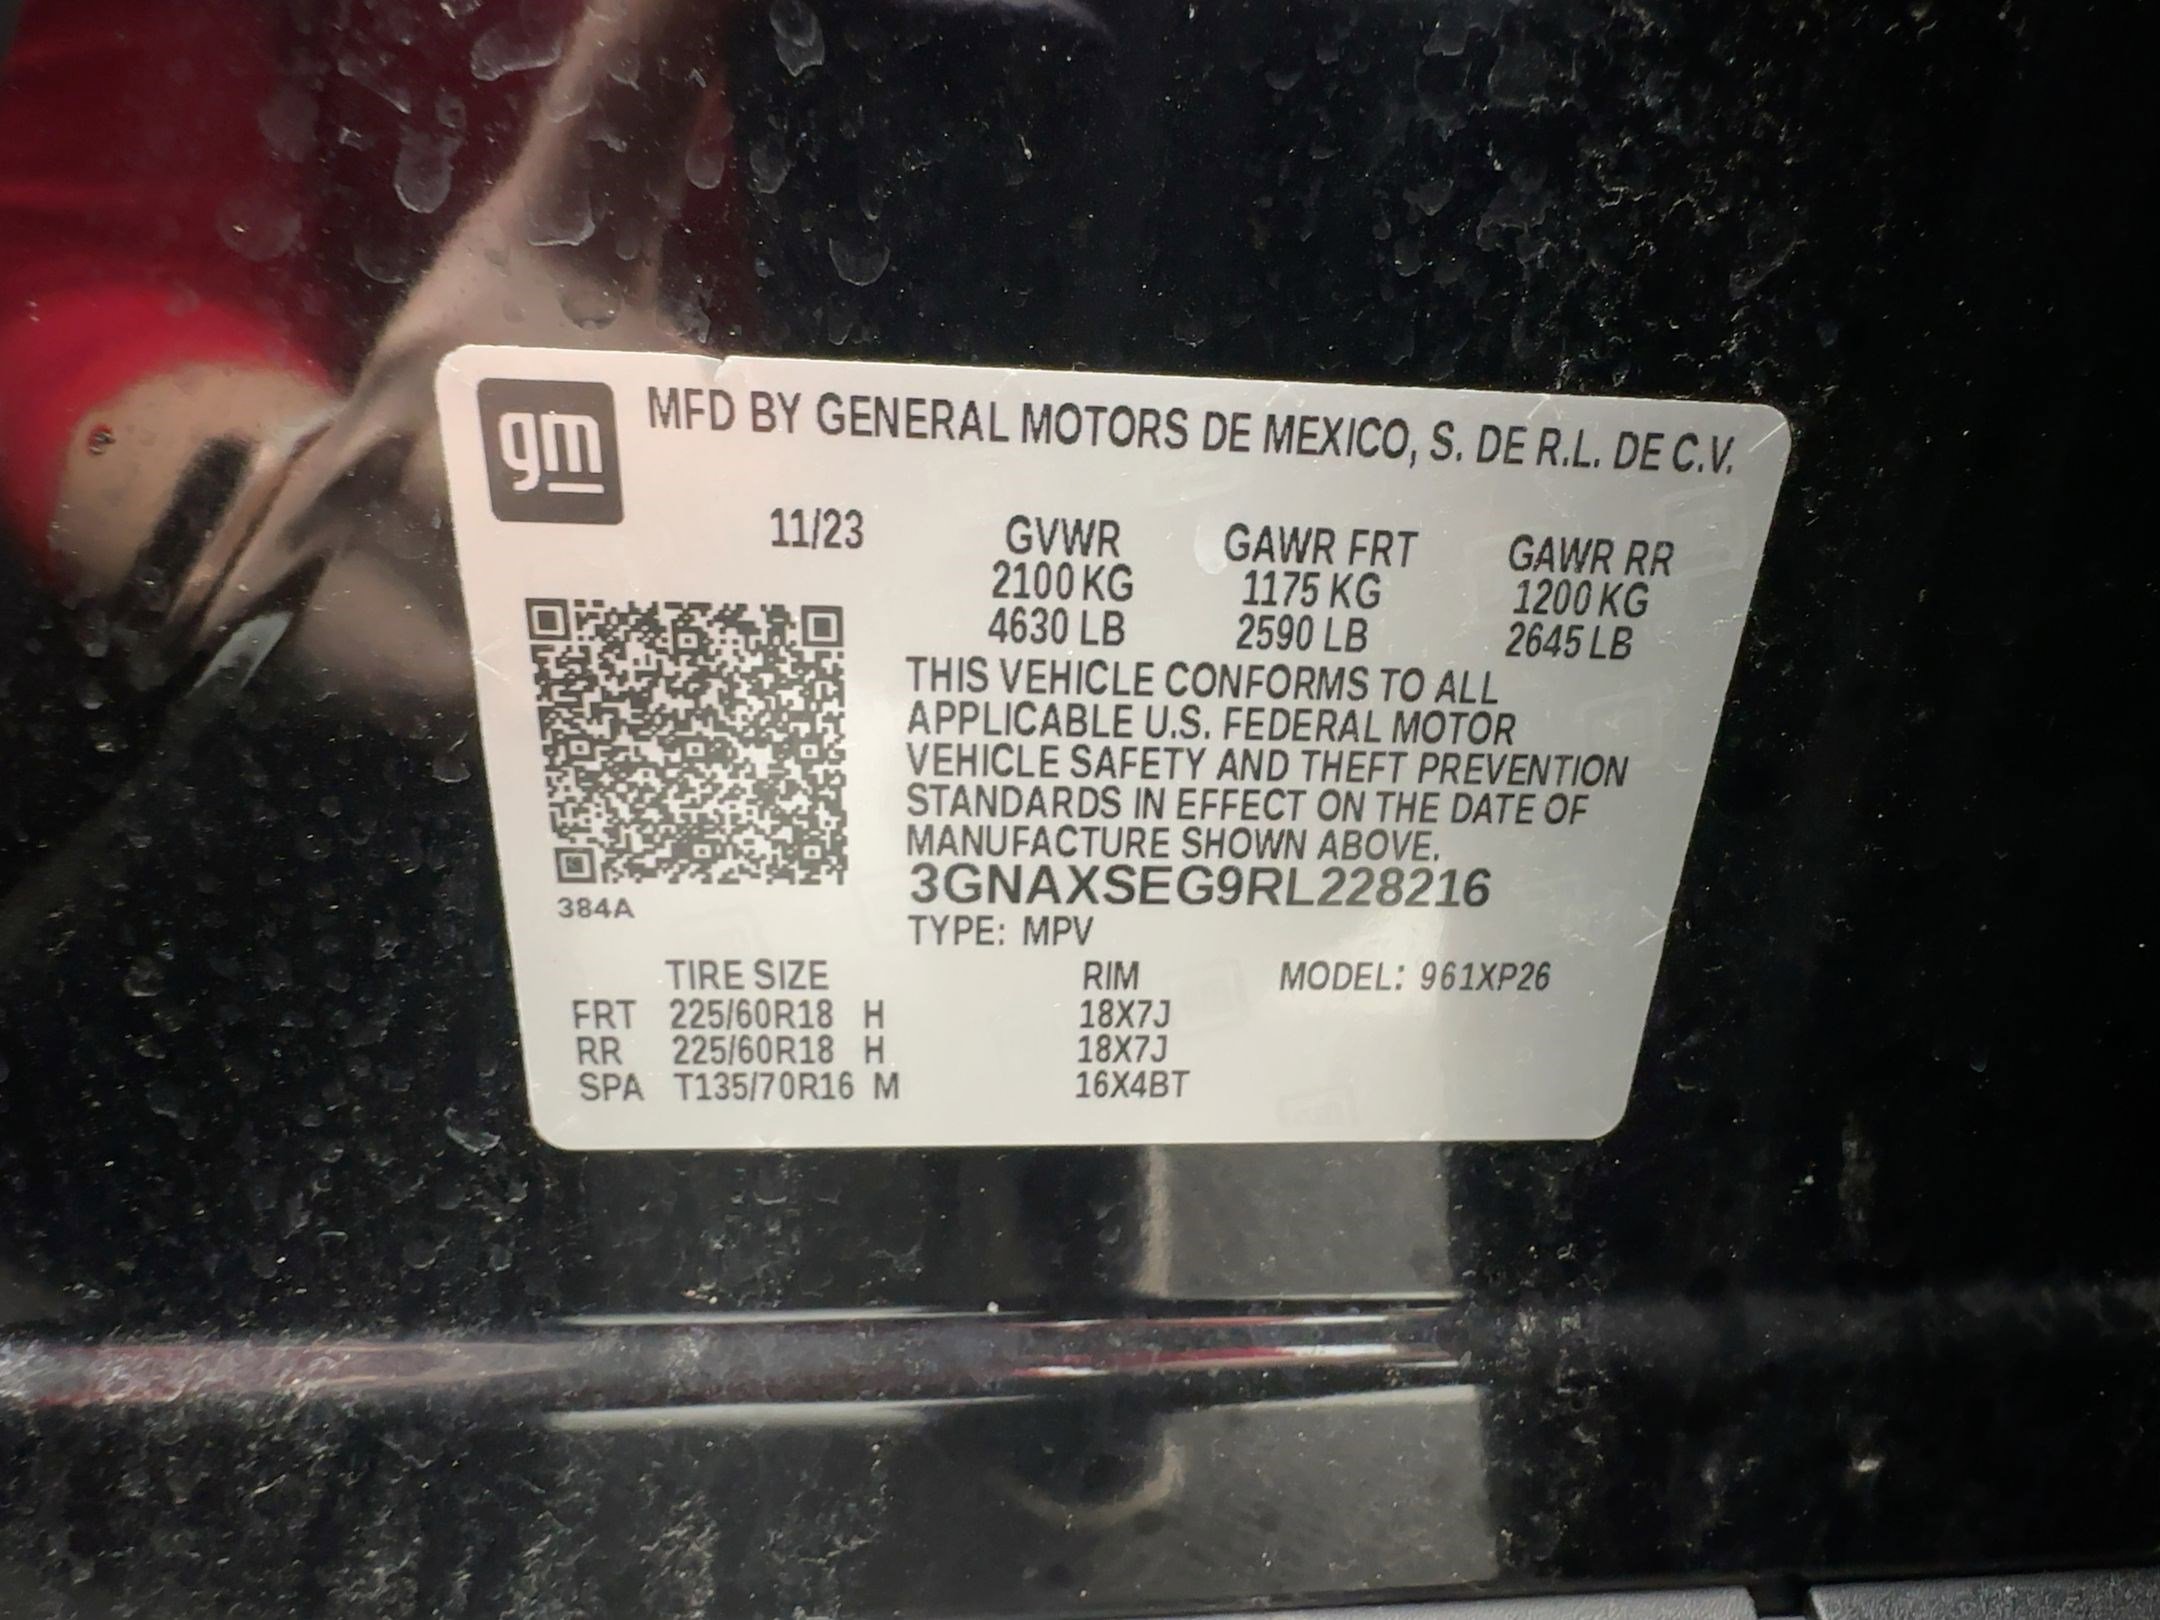 gm
MFD BY GENERAL MOTORS DE MEXICO, S. DE R.L. DE C.V.
11/23 GVWR GAWR FRT GAWR RR
2100 KG 1175 KG 1200 KG
4630 LB 2590 LB 2645 LB
THIS VEHICLE CONFORMS TO ALL
APPLICABLE U.S. FEDERAL MOTOR
VEHICLE SAFETY AND THEFT PREVENTION
STANDARDS IN EFFECT ON THE DATE OF
MANUFACTURE SHOWN ABOVE.
3GNAXSEG9RL228216
384A
TYPE: MPV
TIRE SIZE RIM MODEL: 961XP26
FRT 225/60R18 H 18X7J
RR 225/60R18 H 18X7J
SPA T135/70R16 M 16X4BT